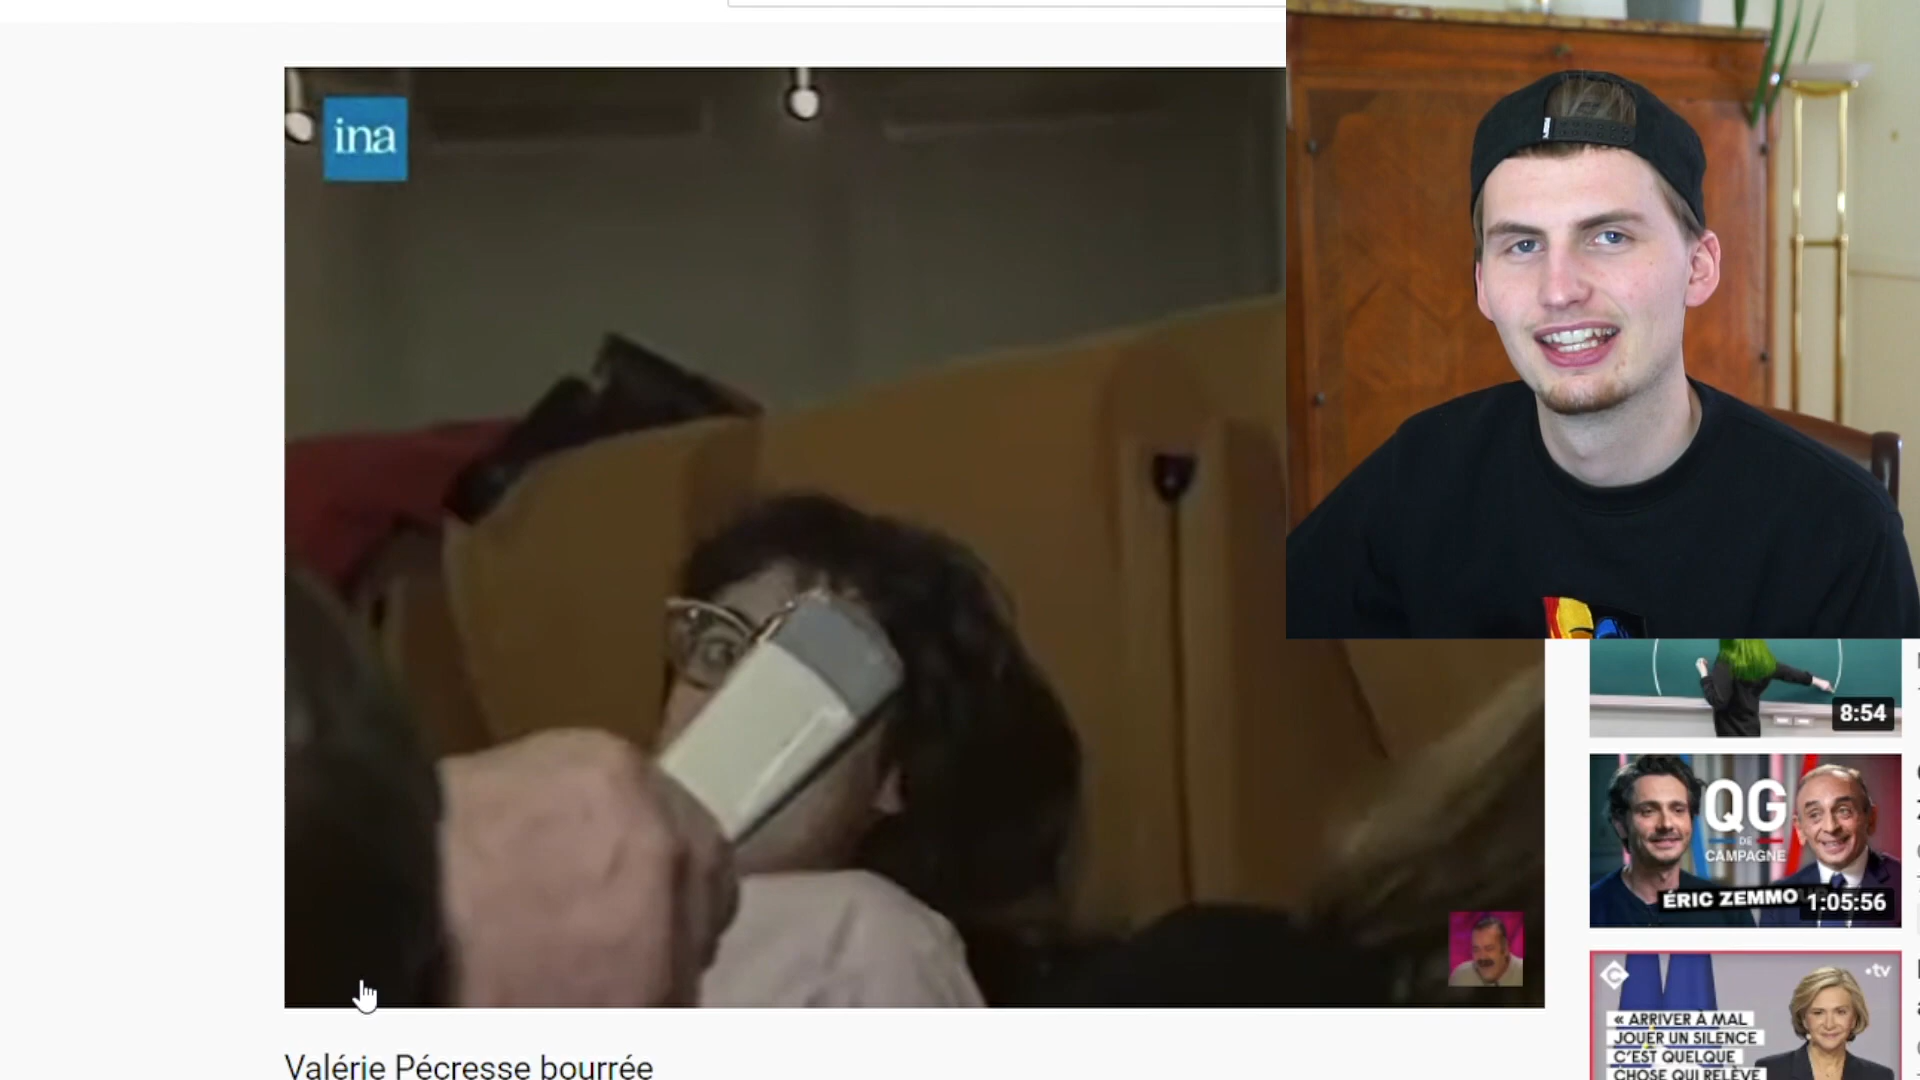 ina
Valérie Pécresse bourrée
8:54
QG
DE
CAMPAGNE
ÉRIC ZEMMO
1:05:56
•tv
« ARRIVER À MAL
JOUER UN SILENCE
C'EST QUELQUE
CHOSE QUI RELÈVE